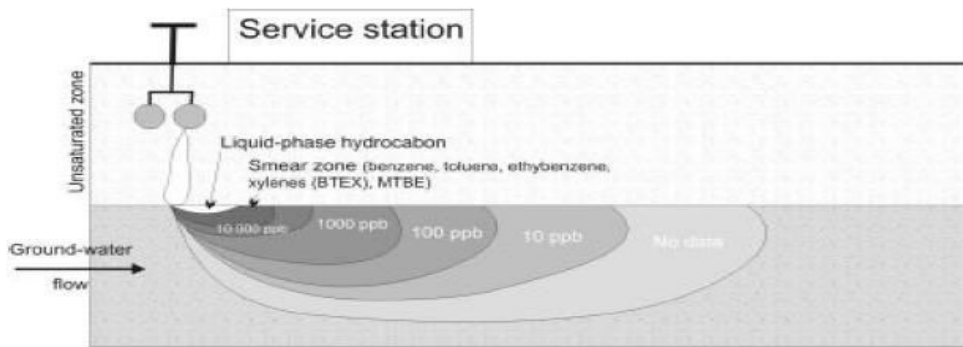 Service station
Unsaturated zone
Liquid-phase hydrocabon
Smear zone (benzene, toluene, ethybenzene,
xylenes (BTEX), MTBE)
10 000 ppb
1000 ppb
100 ppb
10 ppb
No data
Ground-water
flow